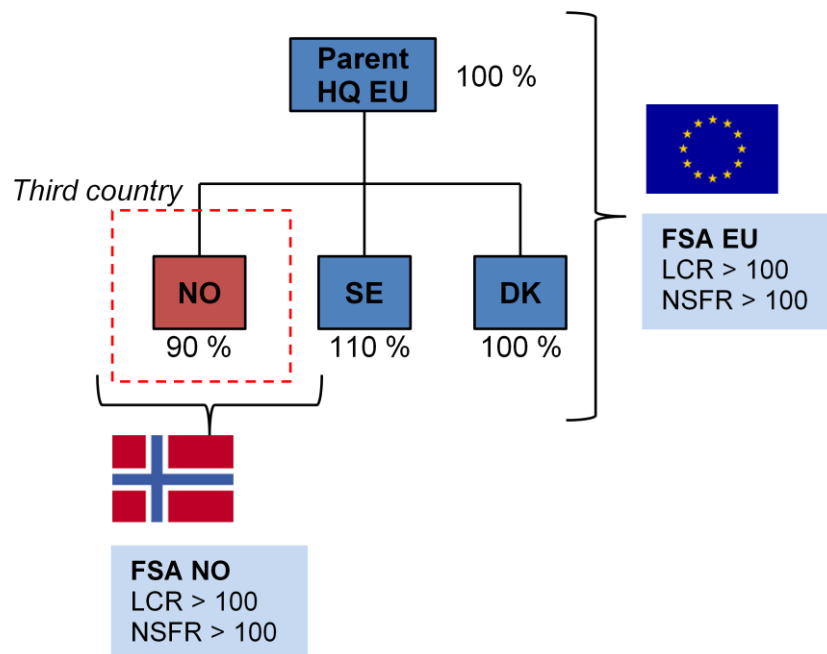 Parent
HQ EU
100 %
Third country
NO
SE
DK
90 %
110 %
100 %
FSA EU
LCR > 100
NSFR > 100
FSA NO
LCR > 100
NSFR > 100